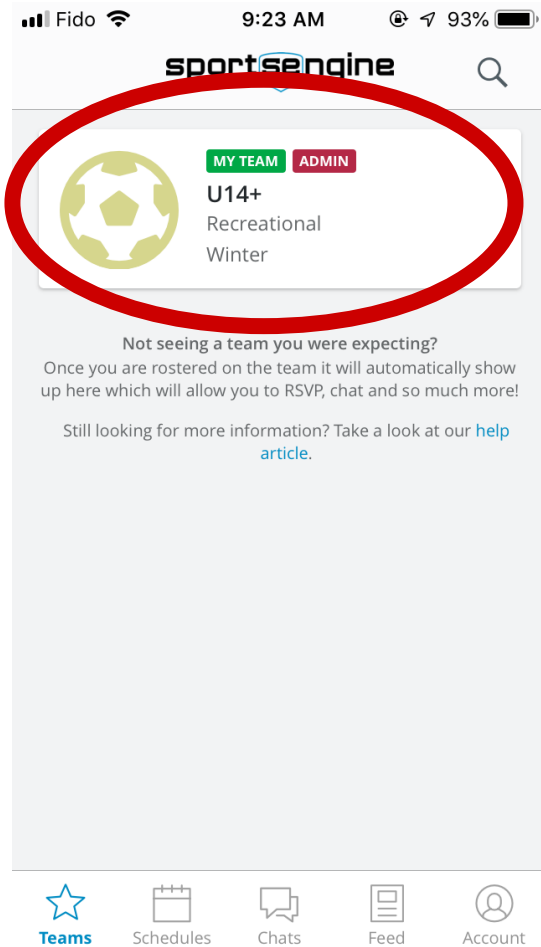 Fido 9:23 AM 93%
sportsengine
MY TEAM ADMIN
U14+
Recreational
Winter
Not seeing a team you were expecting?
Once you are rostered on the team it will automatically show
up here which will allow you to RSVP, chat and so much more!
Still looking for more information? Take a look at our help
article.
Teams Schedules Chats Feed Account